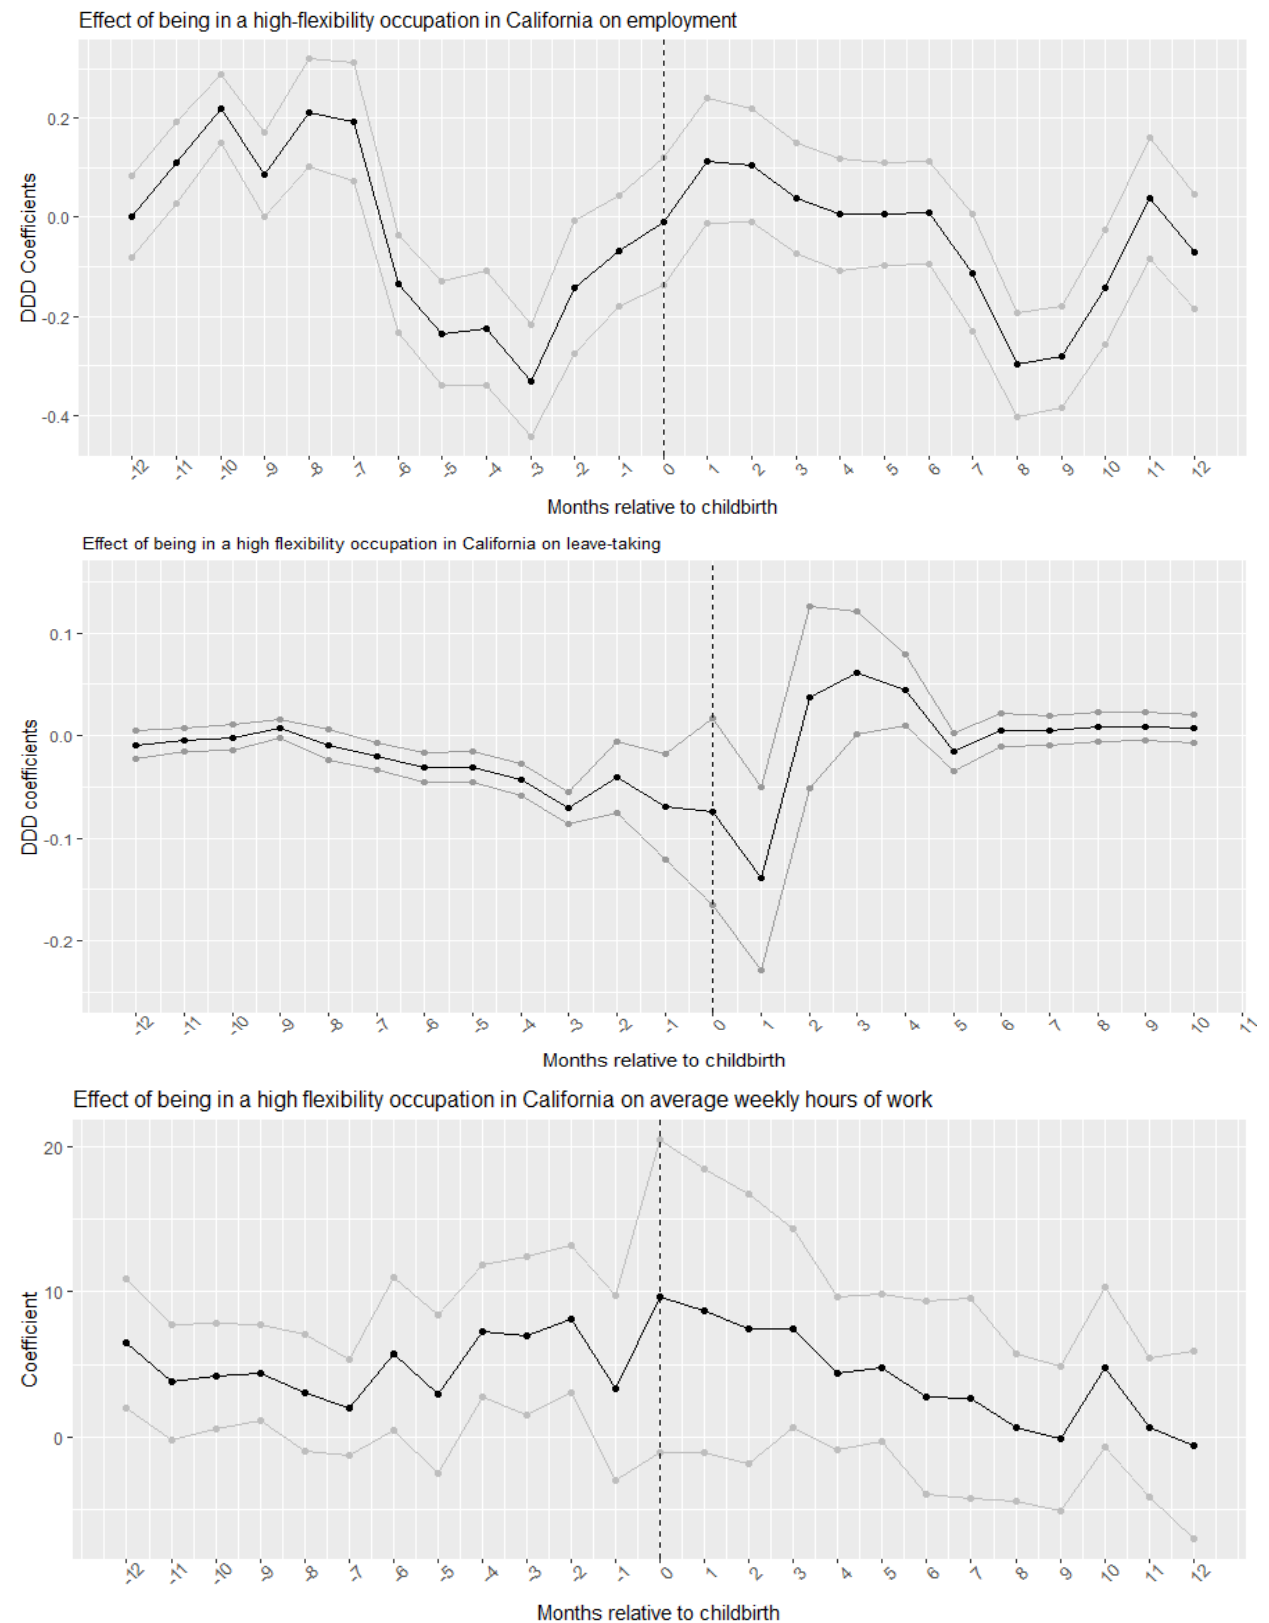 Effect of being in a high-flexibility occupation in California on employment
DDD Coefficients
0.2
0.0
-0.2
-0.4
-12 -11 -10 -9 -8 -7 -6 -5 -4 -3 -2 -1 0 1 2 3 4 5 6 7 8 9 10 11 12
Months relative to childbirth
Effect of being in a high flexibility occupation in California on leave-taking
DDD coefficients
0.1
0.0
-0.1
-0.2
-12 -11 -10 -9 -8 -7 -6 -5 -4 -3 -2 -1 0 1 2 3 4 5 6 7 8 9 10 11
Months relative to childbirth
Effect of being in a high flexibility occupation in California on average weekly hours of work
Coefficient
20
10
0
-12 -11 -10 -9 -8 -7 -6 -5 -4 -3 -2 -1 0 1 2 3 4 5 6 7 8 9 10 11 12
Months relative to childbirth